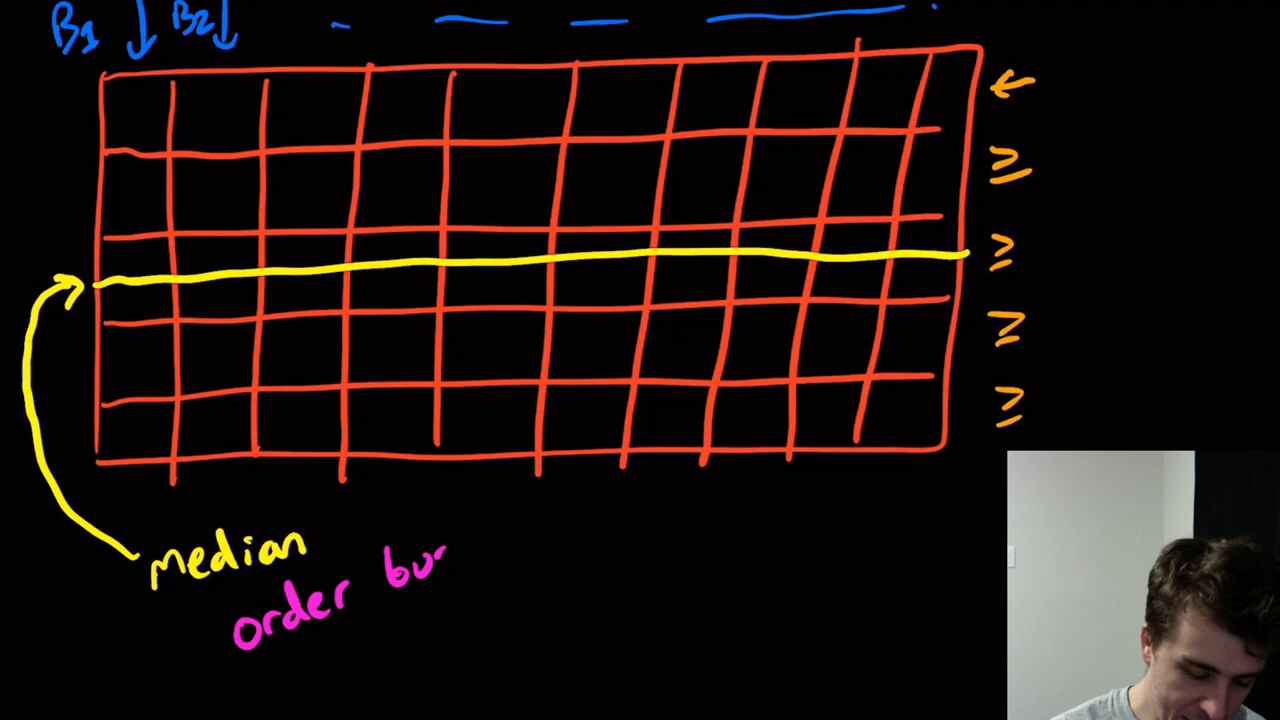 B1 ↓ B2 ↓
←
≥
≥
≥
≥
median
order bu